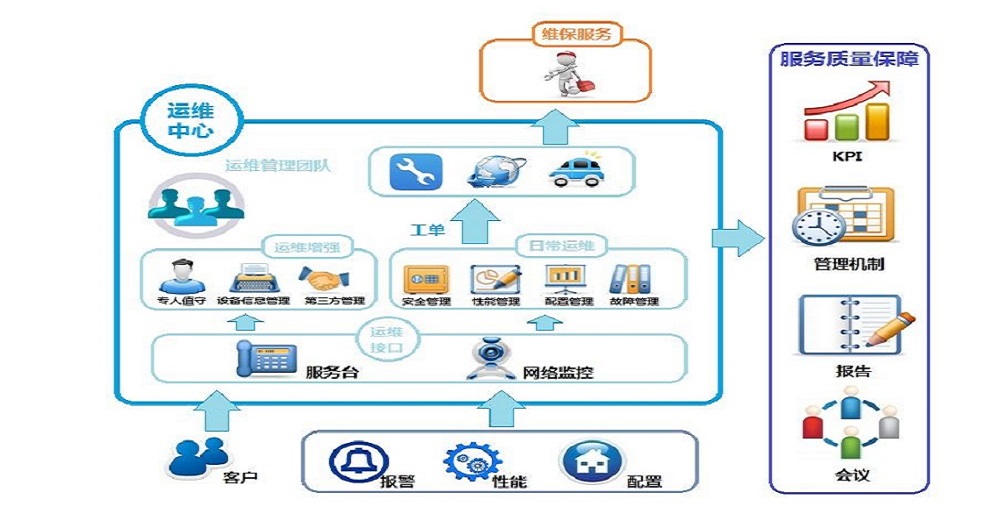 维保服务
服务质量保障
运维
中心
运维管理团队
KPI
工单
运维增强
日常运维
管理机制
专人值守
设备信息管理
第三方管理
安全管理
性能管理
配置管理
故障管理
运维
接口
服务台
网络监控
报告
客户
报警
性能
配置
会议